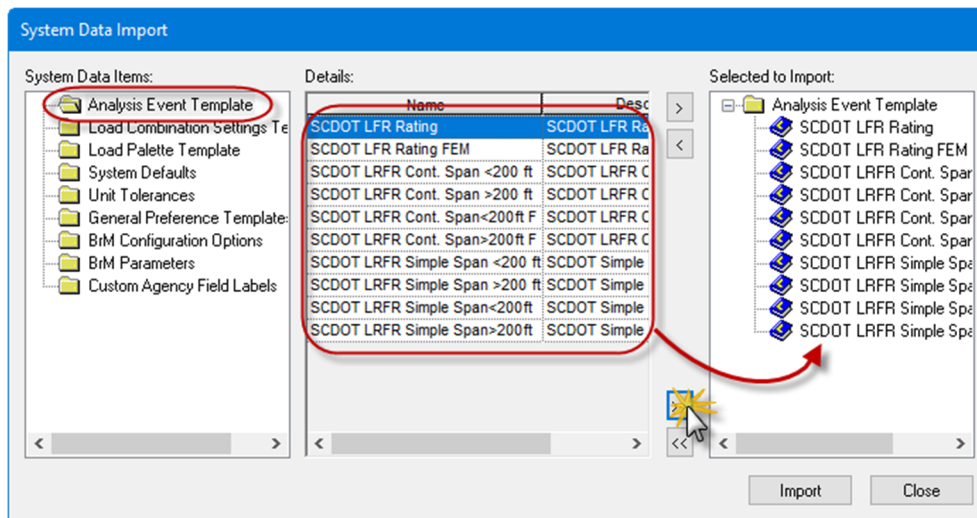 System Data Import
System Data Items:
Analysis Event Template
Load Combination Settings Te
Load Palette Template
System Defaults
Unit Tolerances
General Preference Template:
BrM Configuration Options
BrM Parameters
Custom Agency Field Labels
Details:
Name Desc
SCDOT LFR Rating SCDOT LFR Ra
SCDOT LFR Rating FEM SCDOT LFR Ra
SCDOT LRFR Cont. Span <200 ft SCDOT LRFR C
SCDOT LRFR Cont. Span >200 ft SCDOT LRFR C
SCDOT LRFR Cont. Span<200ft F SCDOT LRFR C
SCDOT LRFR Cont. Span>200ft F SCDOT LRFR C
SCDOT LRFR Simple Span <200 ft SCDOT Simple
SCDOT LRFR Simple Span >200 ft SCDOT Simple
SCDOT LRFR Simple Span<200ft SCDOT Simple
SCDOT LRFR Simple Span>200ft SCDOT Simple
>
<
<<
Selected to Import:
Analysis Event Template
SCDOT LFR Rating
SCDOT LFR Rating FEM
SCDOT LRFR Cont. Span
SCDOT LRFR Cont. Span
SCDOT LRFR Cont. Span
SCDOT LRFR Cont. Span
SCDOT LRFR Simple Spa
SCDOT LRFR Simple Spa
SCDOT LRFR Simple Spa
SCDOT LRFR Simple Spa
Import
Close